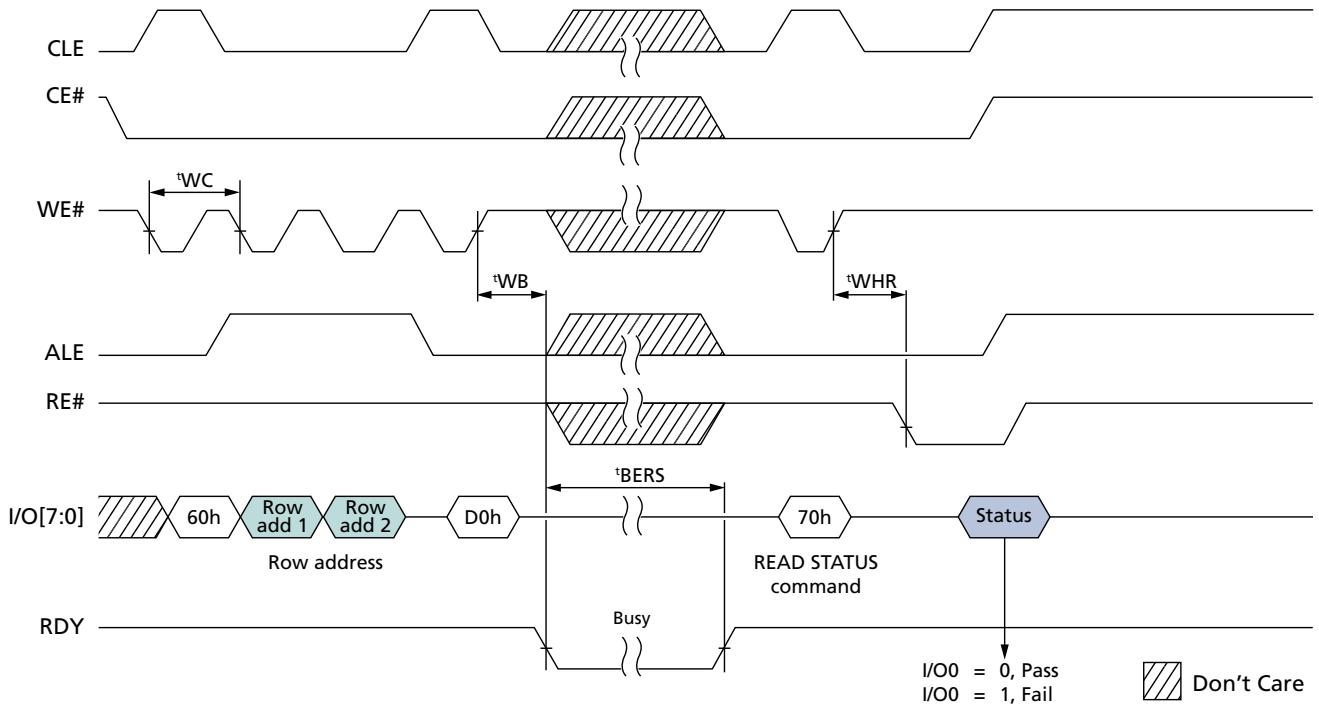 CLE
CE#
tWC
WE#
tWB
tWHR
ALE
RE#
tBERS
I/O[7:0]
60h
Row
add 1
Row
add 2
D0h
70h
Status
Row address
READ STATUS
command
RDY
Busy
I/O0 = 0, Pass
I/O0 = 1, Fail
Don't Care